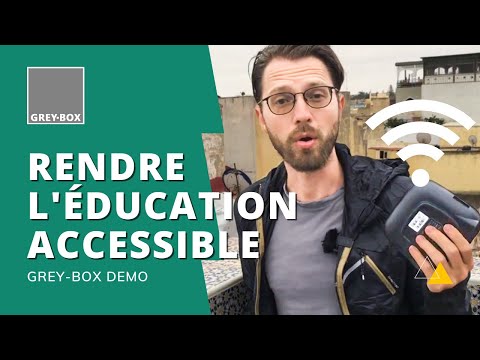 GREY-BOX
RENDRE
L'ÉDUCATION
ACCESSIBLE
GREY-BOX DEMO